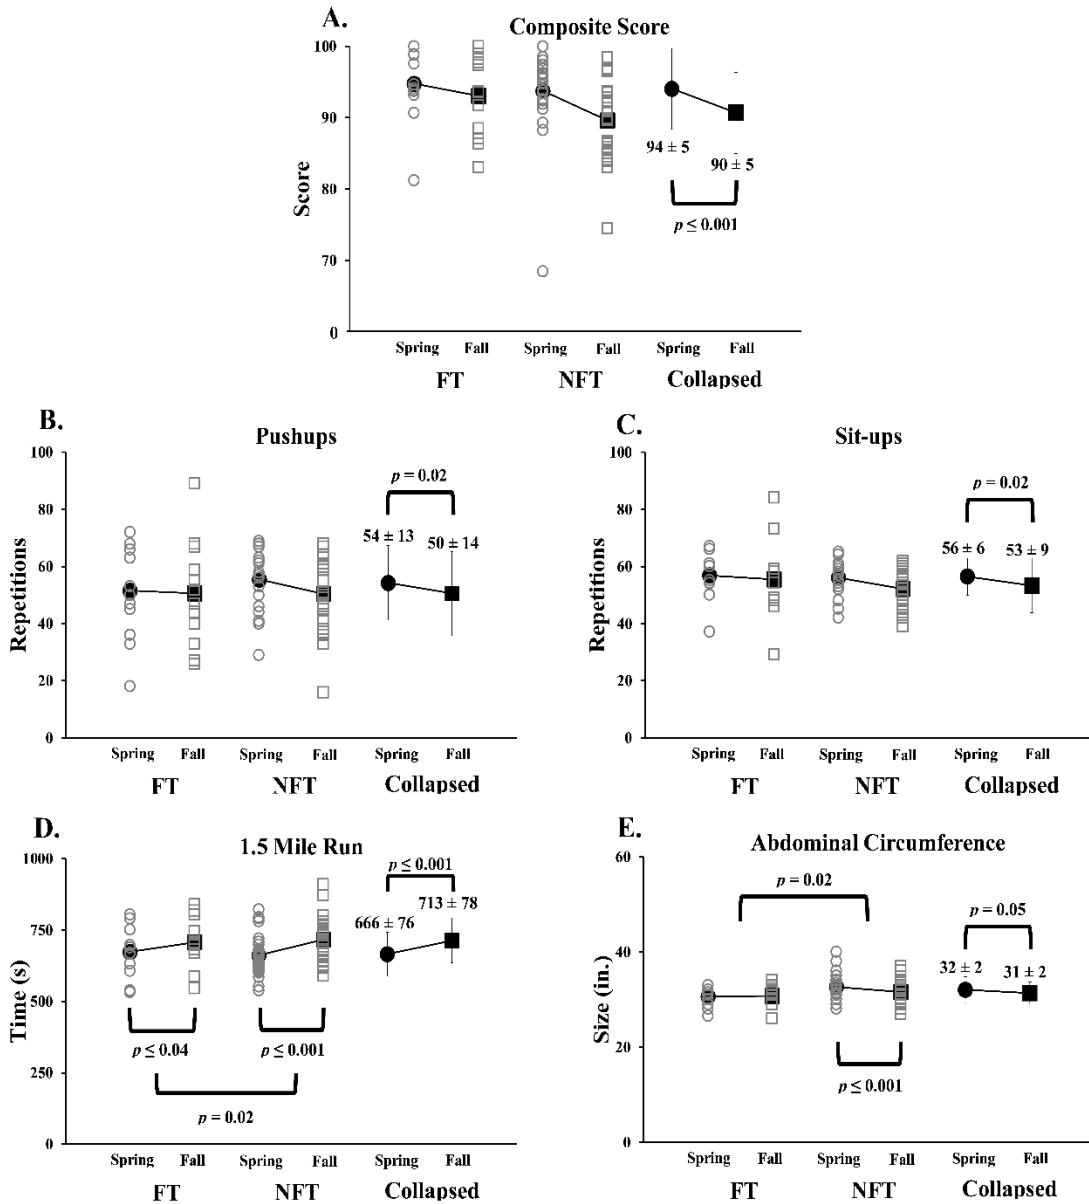 A.
Composite Score
100
90
80
70
0
Score
94 ± 5
90 ± 5
p ≤ 0.001
Spring Fall Spring Fall Spring Fall
FT NFT Collapsed
B.
Pushups
100
80
60
40
20
0
Repetitions
p = 0.02
54 ± 13 50 ± 14
Spring Fall Spring Fall Spring Fall
FT NFT Collapsed
C.
Sit-ups
100
80
60
40
20
0
Repetitions
p = 0.02
56 ± 6 53 ± 9
Spring Fall Spring Fall Spring Fall
FT NFT Collapsed
D.
1.5 Mile Run
1000
750
500
250
0
Time (s)
p ≤ 0.001
713 ± 78
666 ± 76
p ≤ 0.04 p ≤ 0.001
p = 0.02
Spring Fall Spring Fall Spring Fall
FT NFT Collapsed
E.
Abdominal Circumference
60
40
20
0
Size (in.)
p = 0.02
p = 0.05
32 ± 2 31 ± 2
p ≤ 0.001
Spring Fall Spring Fall Spring Fall
FT NFT Collapsed